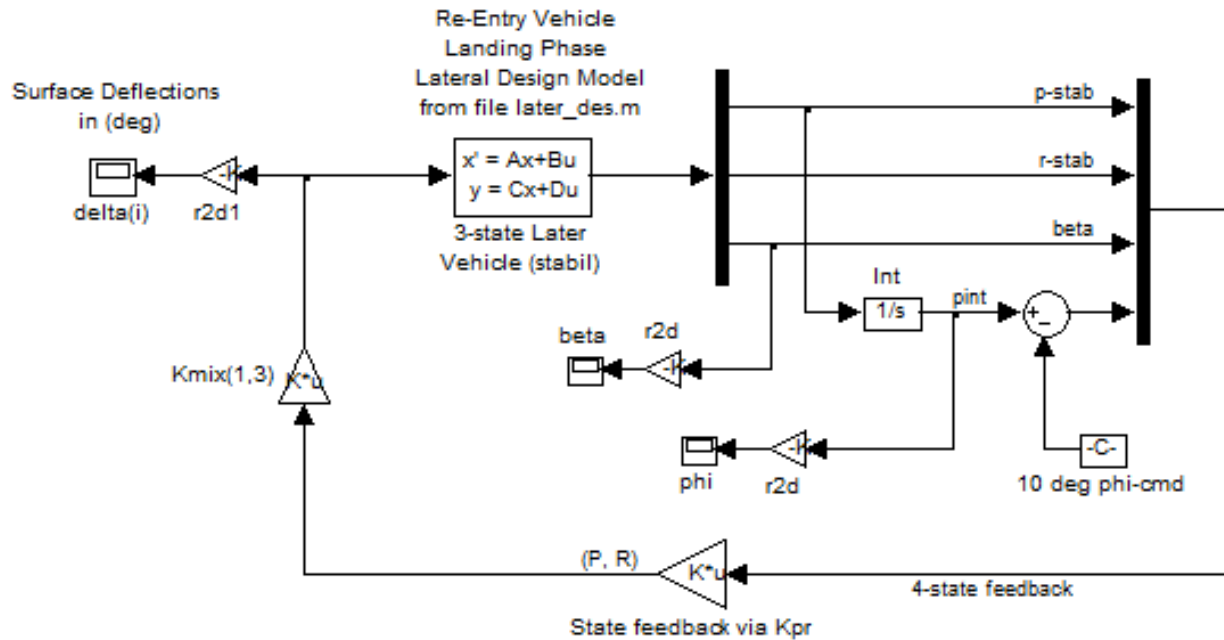 Re-Entry Vehicle
Landing Phase
Lateral Design Model
from file later_des.m
Surface Deflections
in (deg)
delta(i)
-K
r2d1
x' = Ax+Bu
y = Cx+Du
3-state Later
Vehicle (stabil)
p-stab
r-stab
beta
Int
1/s
pint
+
-
beta
r2d
-K
Kmix(1,3)
K*u
phi
-K
r2d
-C-
10 deg phi-cmd
(P, R)
K*u
4-state feedback
State feedback via Kpr